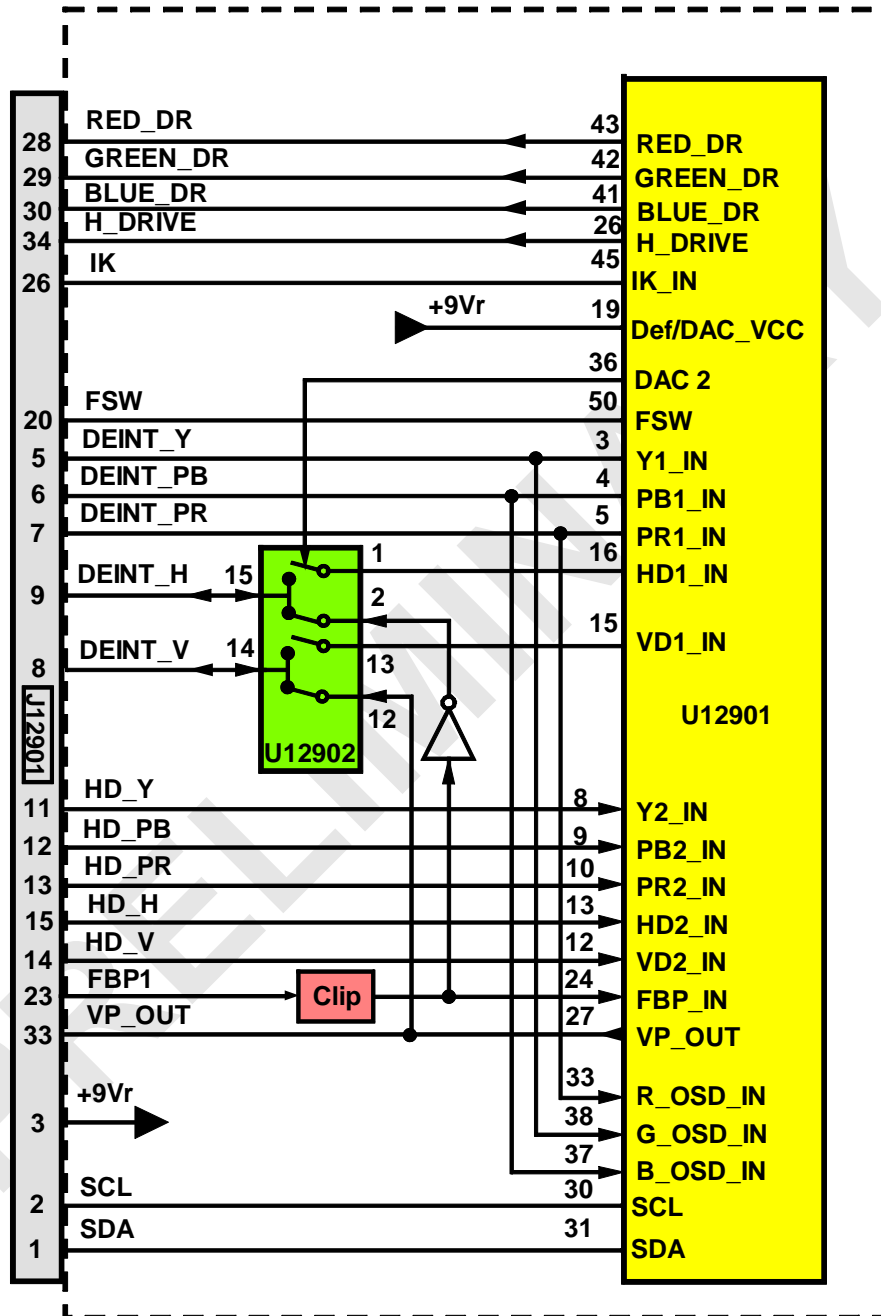 RED_DR 43
28 RED_DR
GREEN_DR 42
29 GREEN_DR
BLUE_DR 41
30 BLUE_DR
H_DRIVE 26
34 H_DRIVE
IK 45
26 IK_IN
+9Vr 19
Def/DAC_VCC
36
DAC 2
FSW 50
20 FSW
DEINT_Y 3
5 Y1_IN
DEINT_PB 4
6 PB1_IN
DEINT_PR 5
7 PR1_IN
1 16
DEINT_H 15 HD1_IN
9 2
15
DEINT_V 14 VD1_IN
8 13
12
J12901
U12901
U12902
HD_Y 8
11 Y2_IN
HD_PB 9
12 PB2_IN
HD_PR 10
13 PR2_IN
HD_H 13
15 HD2_IN
HD_V 12
14 VD2_IN
FBP1 24
23 Clip FBP_IN
VP_OUT 27
33 VP_OUT
33
+9Vr R_OSD_IN
3 38
G_OSD_IN
37
B_OSD_IN
SCL 30
2 SCL
SDA 31
1 SDA
PRELIMINARY